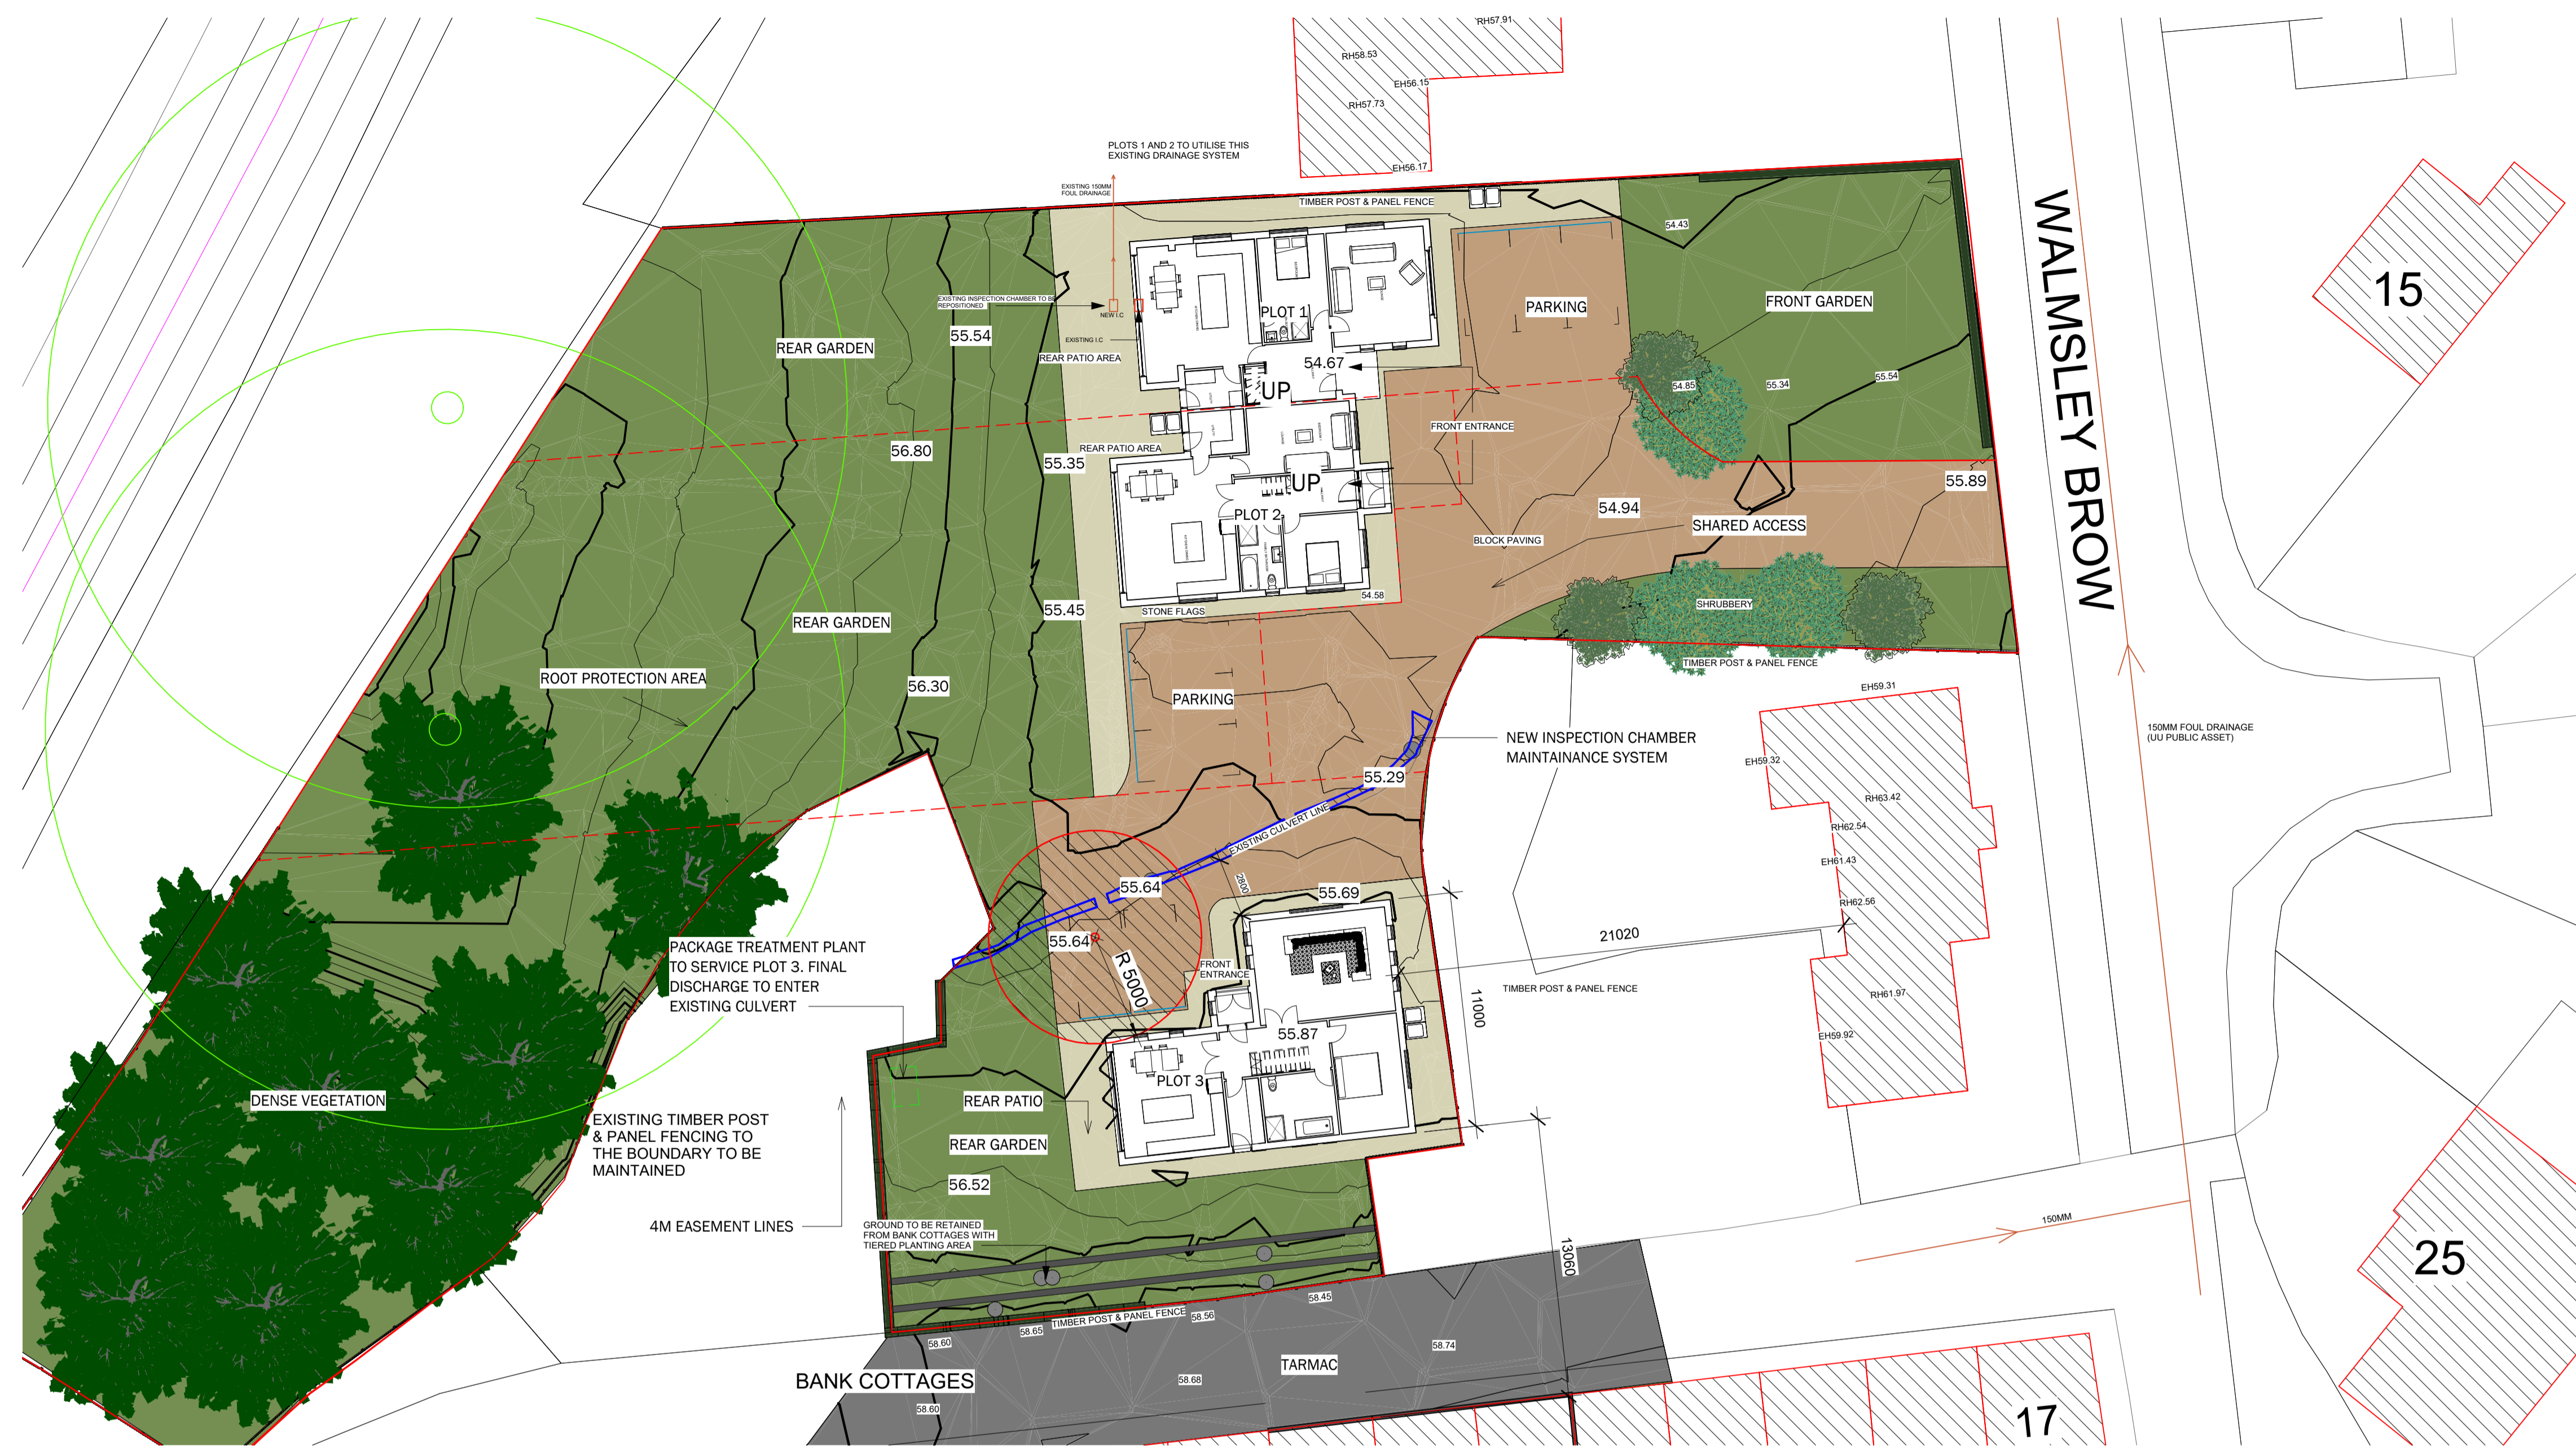 RH57.91
RH58.53
EH56.15
RH57.73
EH56.17
PLOTS 1 AND 2 TO UTILISE THIS
EXISTING DRAINAGE SYSTEM
EXISTING 150MM
FOUL DRAINAGE
TIMBER POST & PANEL FENCE
54.43
WALMSLEY BROW
15
EXISTING INSPECTION CHAMBER TO BE
REPOSITIONED
NEW I.C
EXISTING I.C
PLOT 1
PARKING
FRONT GARDEN
REAR GARDEN
55.54
REAR PATIO AREA
54.67
UP
54.85
55.34
55.54
FRONT ENTRANCE
56.80
55.35
REAR PATIO AREA
UP
PLOT 2
54.94
55.89
SHARED ACCESS
BLOCK PAVING
55.45
STONE FLAGS
54.58
SHRUBBERY
REAR GARDEN
TIMBER POST & PANEL FENCE
ROOT PROTECTION AREA
56.30
PARKING
EH59.31
NEW INSPECTION CHAMBER
MAINTAINANCE SYSTEM
150MM FOUL DRAINAGE
(UU PUBLIC ASSET)
EH59.32
55.29
RH63.42
EXISTING CULVERT LINE
RH62.54
EH61.43
2800
55.64
55.69
RH62.56
21020
55.64
PACKAGE TREATMENT PLANT
TO SERVICE PLOT 3. FINAL
DISCHARGE TO ENTER
EXISTING CULVERT
FRONT
ENTRANCE
R 5000
TIMBER POST & PANEL FENCE
RH61.97
11000
55.87
EH59.92
PLOT 3
DENSE VEGETATION
REAR PATIO
EXISTING TIMBER POST
& PANEL FENCING TO
THE BOUNDARY TO BE
MAINTAINED
REAR GARDEN
56.52
4M EASEMENT LINES
GROUND TO BE RETAINED
FROM BANK COTTAGES WITH
TIERED PLANTING AREA
150MM
13060
25
58.45
TIMBER POST & PANEL FENCE
58.56
58.65
58.60
58.74
TARMAC
BANK COTTAGES
58.68
58.60
17